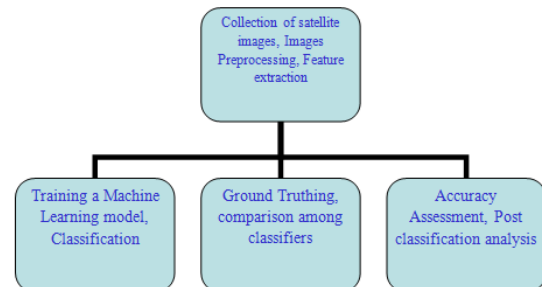 Collection of satellite
images, Images
Preprocessing, Feature
extraction
Training a Machine
Learning model,
Classification
Ground Truthing,
comparison among
classifiers
Accuracy
Assessment, Post
classification analysis